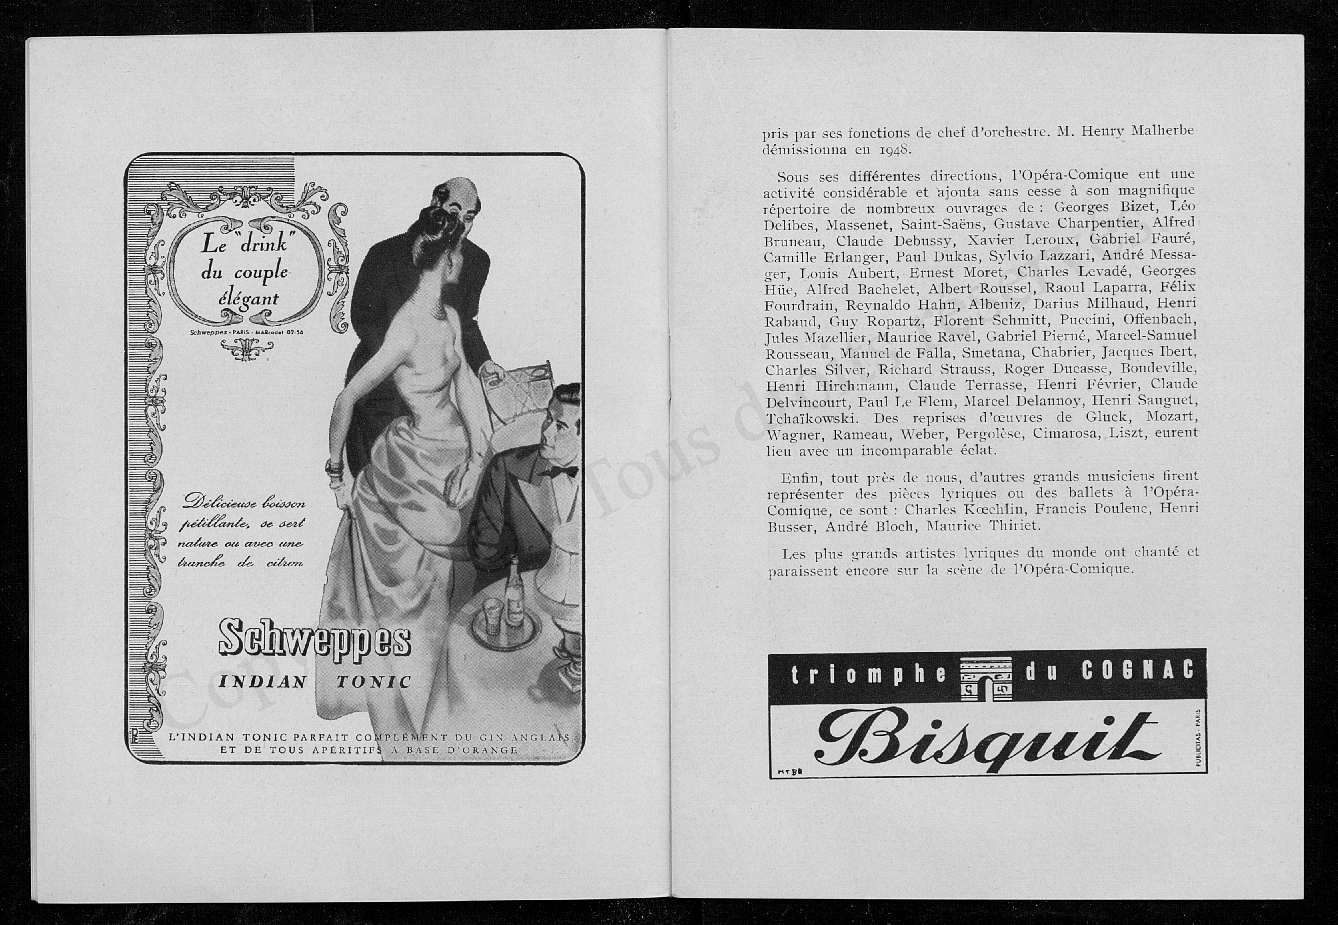 Le "drink"
du couple
élégant
Schweppes - PARIS - MABrodet 02-56
Délicieuse boisson
pétillante, se sert
nature ou avec une
tranche de citron
Schweppes
INDIAN TONIC
L'INDIAN TONIC PARFAIT COMPLÉMENT DU GIN ANGLAIS
ET DE TOUS APÉRITIFS A BASE D'ORANGE
pris par ses fonctions de chef d'orchestre. M. Henry Malherbe
démissionna en 1948.
Sous ses différentes directions, l'Opéra-Comique eut une
activité considérable et ajouta sans cesse à son magnifique
répertoire de nombreux ouvrages de : Georges Bizet, Léo
Delibes, Massenet, Saint-Saëns, Gustave Charpentier, Alfred
Bruneau, Claude Debussy, Xavier Leroux, Gabriel Fauré,
Camille Erlanger, Paul Dukas, Sylvio Lazzari, André Messa-
ger, Louis Aubert, Ernest Moret, Charles Levadé, Georges
Hüe, Alfred Bachelet, Albert Roussel, Raoul Laparra, Félix
Fourdrain, Reynaldo Hahn, Albeniz, Darius Milhaud, Henri
Rabaud, Guy Ropartz, Florent Schmitt, Puccini, Offenbach,
Jules Mazellier, Maurice Ravel, Gabriel Pierné, Marcel-Samuel
Rousseau, Manuel de Falla, Smetana, Chabrier, Jacques Ibert,
Charles Silver, Richard Strauss, Roger Ducasse, Bondeville,
Henri Hirchmann, Claude Terrasse, Henri Février, Claude
Delvincourt, Paul Le Flem, Marcel Delannoy, Henri Sauguet,
Tchaïkowski. Des reprises d'œuvres de Gluck, Mozart,
Wagner, Rameau, Weber, Pergolèse, Cimarosa, Liszt, eurent
lieu avec un incomparable éclat.
Enfin, tout près de nous, d'autres grands musiciens firent
représenter des pièces lyriques ou des ballets à l'Opéra-
Comique, ce sont : Charles Kœchlin, Francis Poulenc, Henri
Busser, André Bloch, Maurice Thiriet.
Les plus grands artistes lyriques du monde ont chanté et
paraissent encore sur la scène de l'Opéra-Comique.
triomphe du COGNAC
Bisquit
PUBLICITAS - PARIS